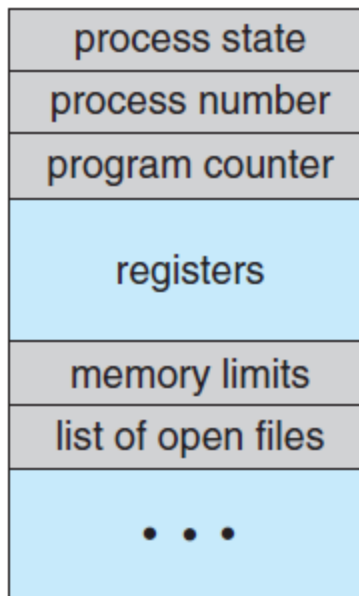 process state
process number
program counter
registers
memory limits
list of open files
• • •